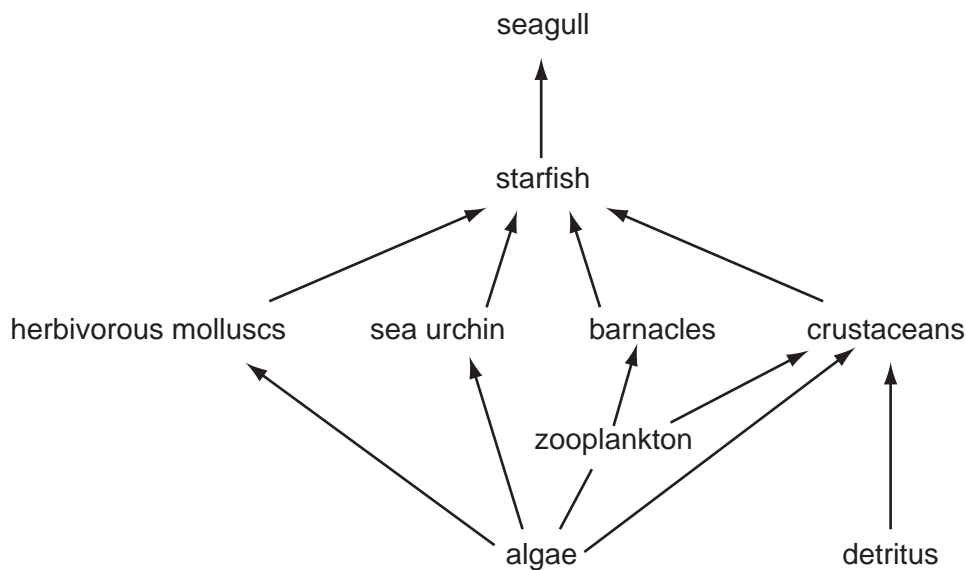 seagull
starfish
herbivorous molluscs sea urchin barnacles crustaceans
zooplankton
algae detritus